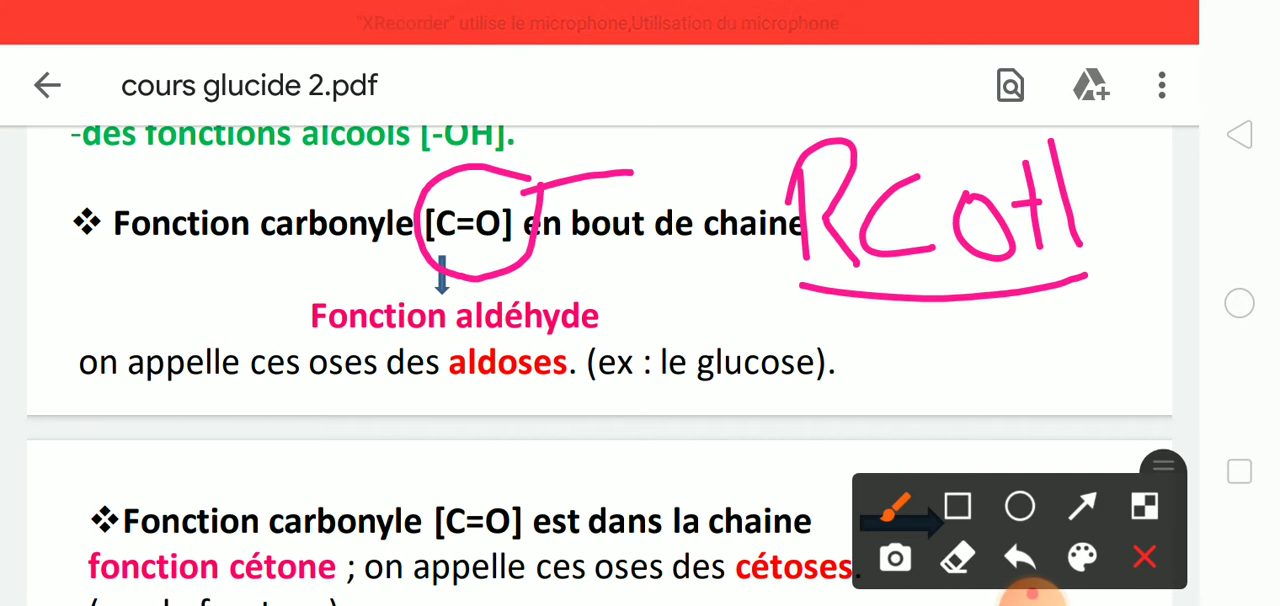 "XRecorder" utilise le microphone,Utilisation du microphone
cours glucide 2.pdf
-des fonctions alcools [-OH].
❖ Fonction carbonyle [C=O] en bout de chaine
RCOH
Fonction aldéhyde
on appelle ces oses des aldoses. (ex : le glucose).
❖Fonction carbonyle [C=O] est dans la chaine
fonction cétone ; on appelle ces oses des cétoses.